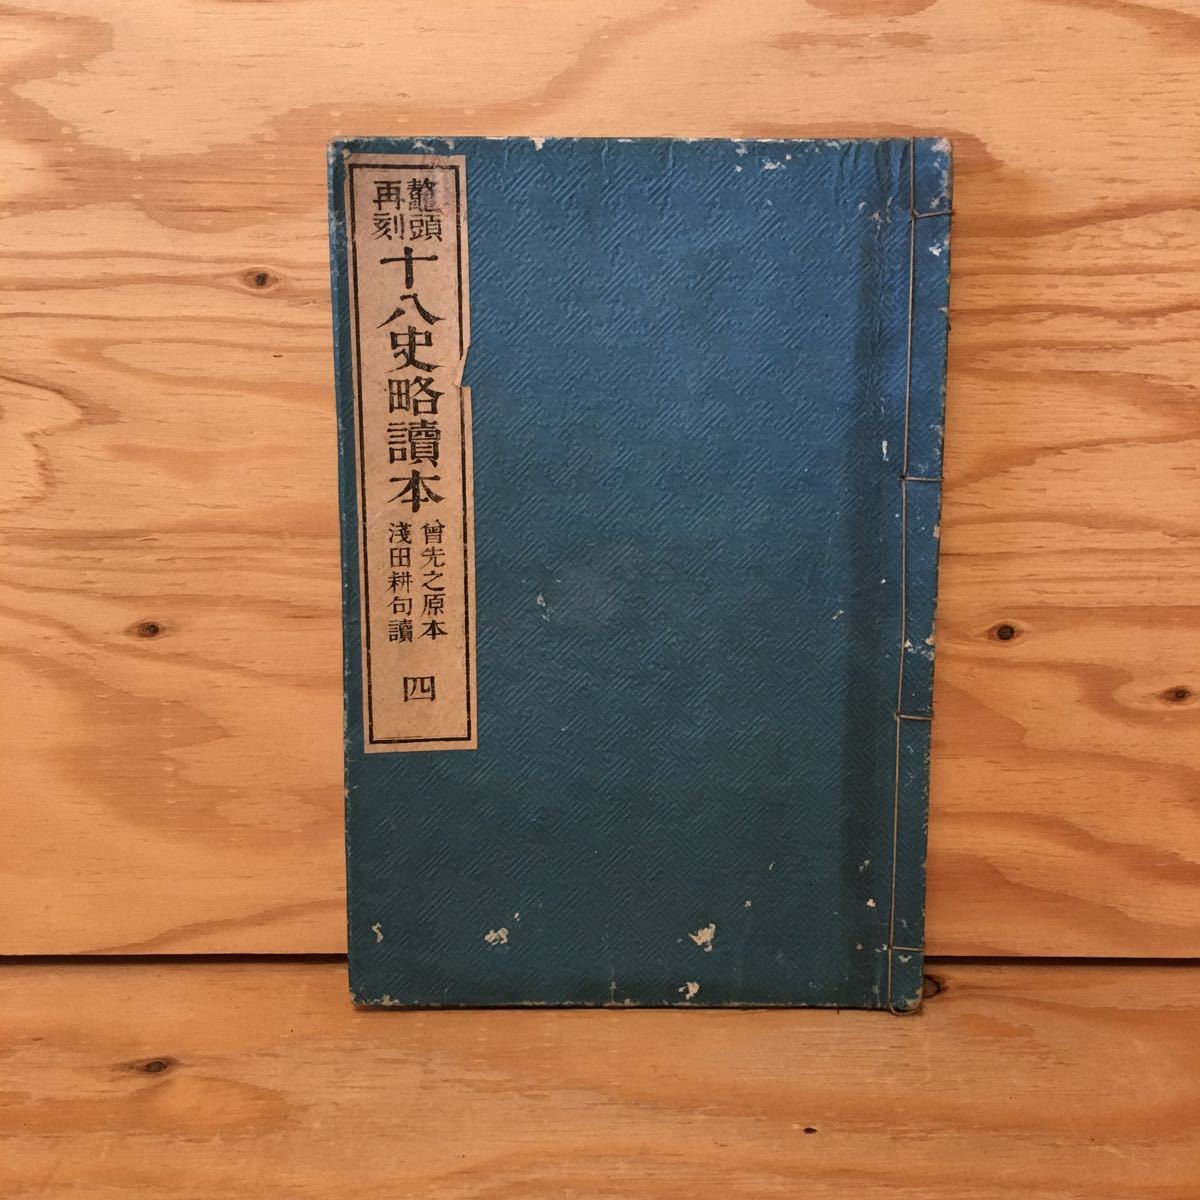 鼇頭
再刻
十八史略讀本
曾先之原本
淺田耕句讀
四